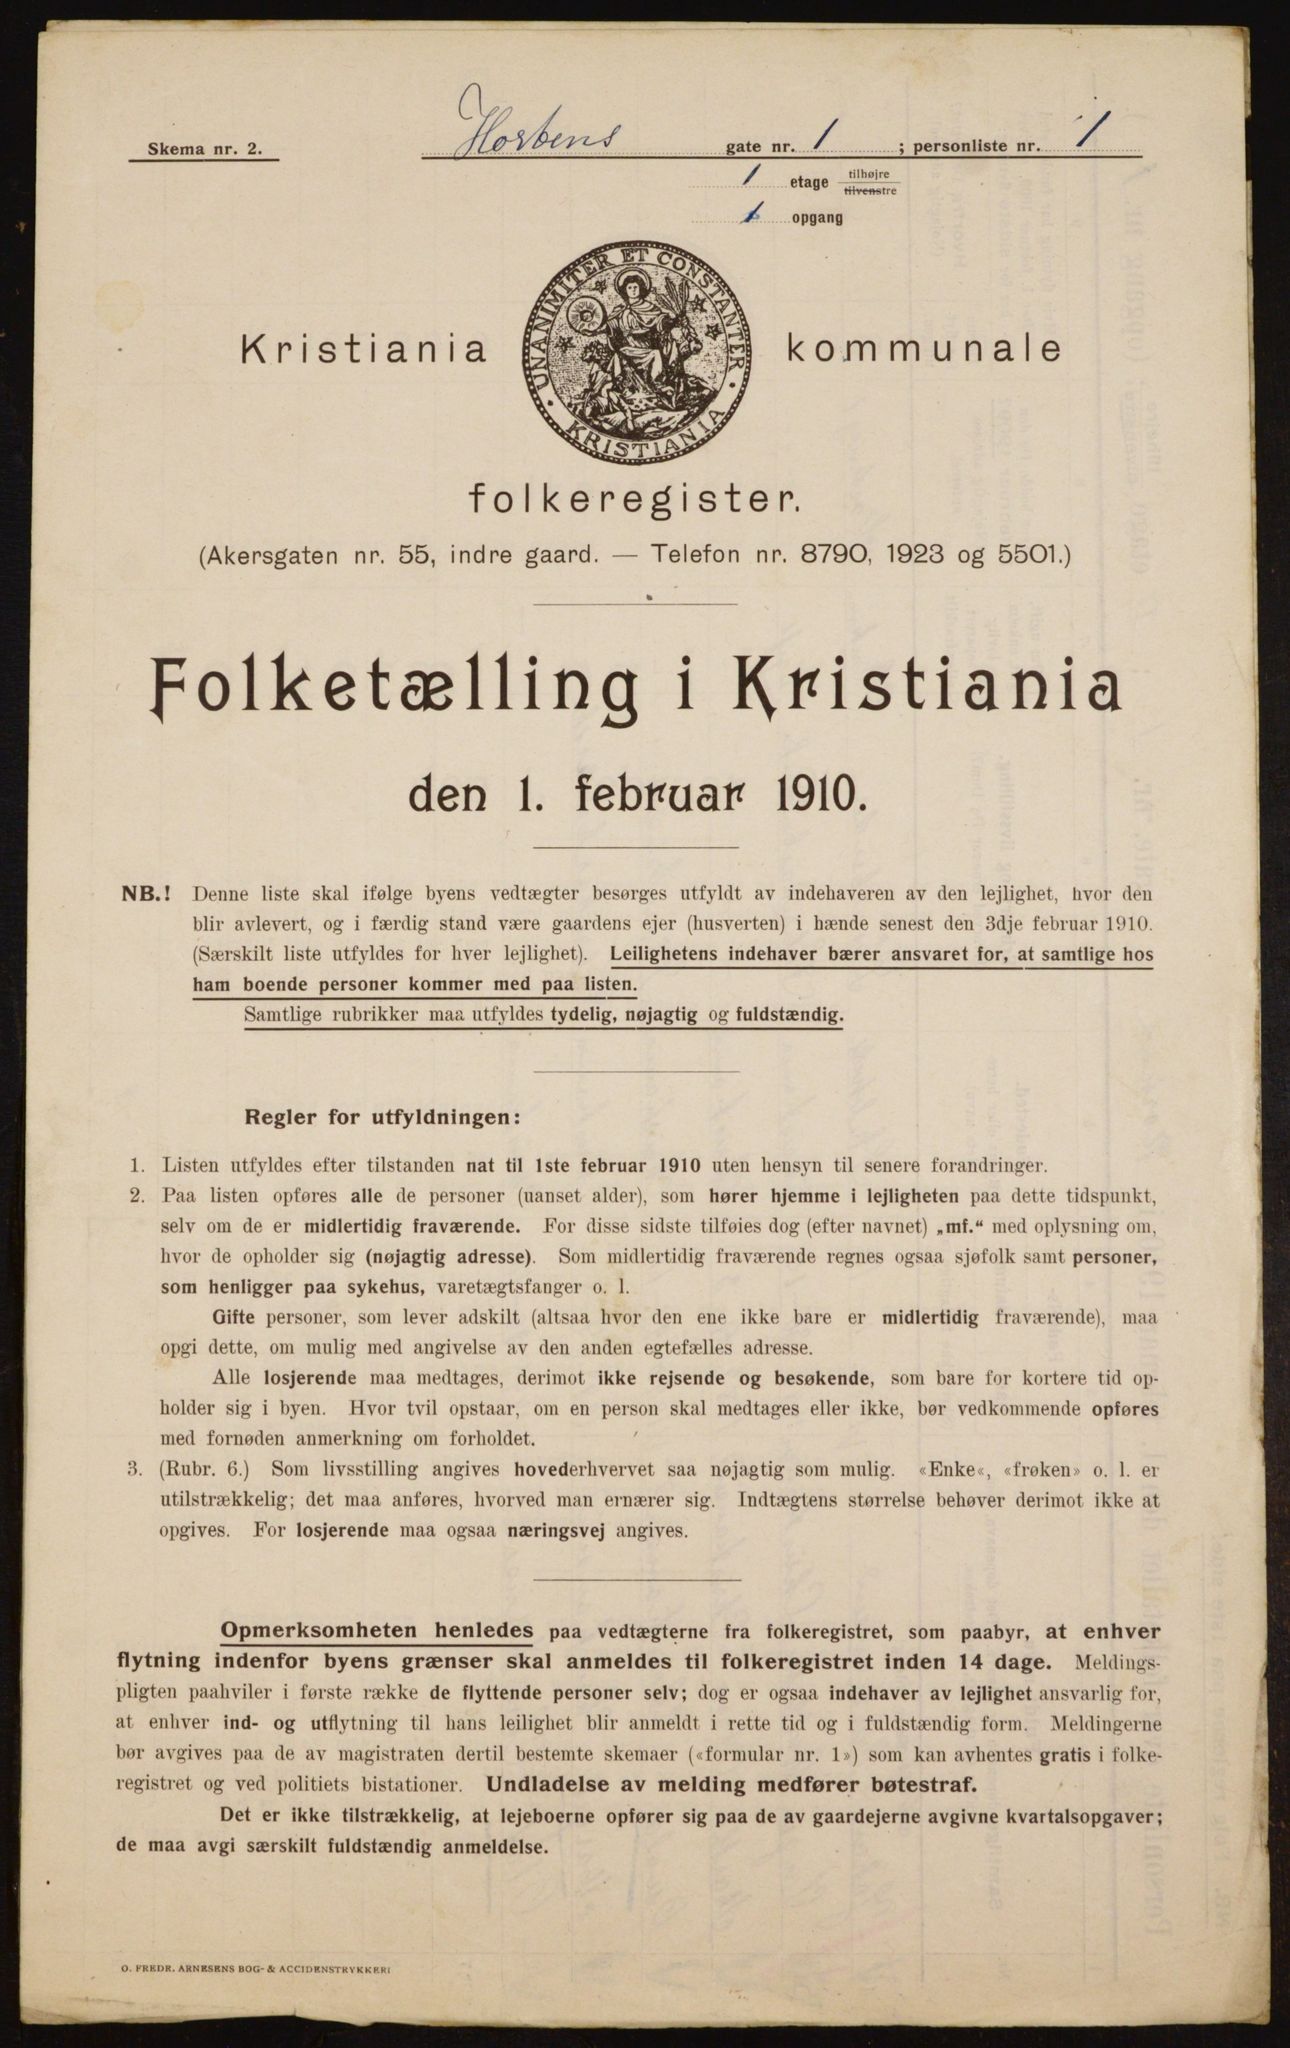 Skema nr. 2.
Hortens gate nr. 1 ; personliste nr. 1
1 etage tilhøjre
tilvenstre
1 opgang
UNANIMITER ET CONSTANTER
KRISTIANIA
Kristiania kommunale
folkeregister.
(Akersgaten nr. 55, indre gaard. — Telefon nr. 8790, 1923 og 5501.)
Folketælling i Kristiania
den 1. februar 1910.
NB.! Denne liste skal ifølge byens vedtægter besørges utfyldt av indehaveren av den lejlighet, hvor den
blir avlevert, og i færdig stand være gaardens ejer (husverten) i hænde senest den 3dje februar 1910.
(Særskilt liste utfyldes for hver lejlighet). Leilighetens indehaver bærer ansvaret for, at samtlige hos
ham boende personer kommer med paa listen.
Samtlige rubrikker maa utfyldes tydelig, nøjagtig og fuldstændig.
Regler for utfyldningen:
1. Listen utfyldes efter tilstanden nat til 1ste februar 1910 uten hensyn til senere forandringer.
2. Paa listen opføres alle de personer (uanset alder), som hører hjemme i lejligheten paa dette tidspunkt,
selv om de er midlertidig fraværende. For disse sidste tilføies dog (efter navnet) „mf.“ med oplysning om,
hvor de opholder sig (nøjagtig adresse). Som midlertidig fraværende regnes ogsaa sjøfolk samt personer,
som henligger paa sykehus, varetægtsfanger o. l.
Gifte personer, som lever adskilt (altsaa hvor den ene ikke bare er midlertidig fraværende), maa
opgi dette, om mulig med angivelse av den anden egtefælles adresse.
Alle losjerende maa medtages, derimot ikke rejsende og besøkende, som bare for kortere tid op-
holder sig i byen. Hvor tvil opstaar, om en person skal medtages eller ikke, bør vedkommende opføres
med fornøden anmerkning om forholdet.
3. (Rubr. 6.) Som livsstilling angives hovederhvervet saa nøjagtig som mulig. «Enke«, «frøken» o. l. er
utilstrækkelig; det maa anføres, hvorved man ernærer sig. Indtægtens størrelse behøver derimot ikke at
opgives. For losjerende maa ogsaa næringsvej angives.
Opmerksomheten henledes paa vedtægterne fra folkeregistret, som paabyr, at enhver
flytning indenfor byens grænser skal anmeldes til folkeregistret inden 14 dage. Meldings-
pligten paahviler i første række de flyttende personer selv; dog er ogsaa indehaver av lejlighet ansvarlig for,
at enhver ind- og utflytning til hans leilighet blir anmeldt i rette tid og i fuldstændig form. Meldingerne
bør avgives paa de av magistraten dertil bestemte skemaer («formular nr. 1») som kan avhentes gratis i folke-
registret og ved politiets bistationer. Undladelse av melding medfører bøtestraf.
Det er ikke tilstrækkelig, at lejeboerne opfører sig paa de av gaardejerne avgivne kvartalsopgaver;
de maa avgi særskilt fuldstændig anmeldelse.
O. FREDR. ARNESENS BOG- & ACCIDENSTRYKKERI